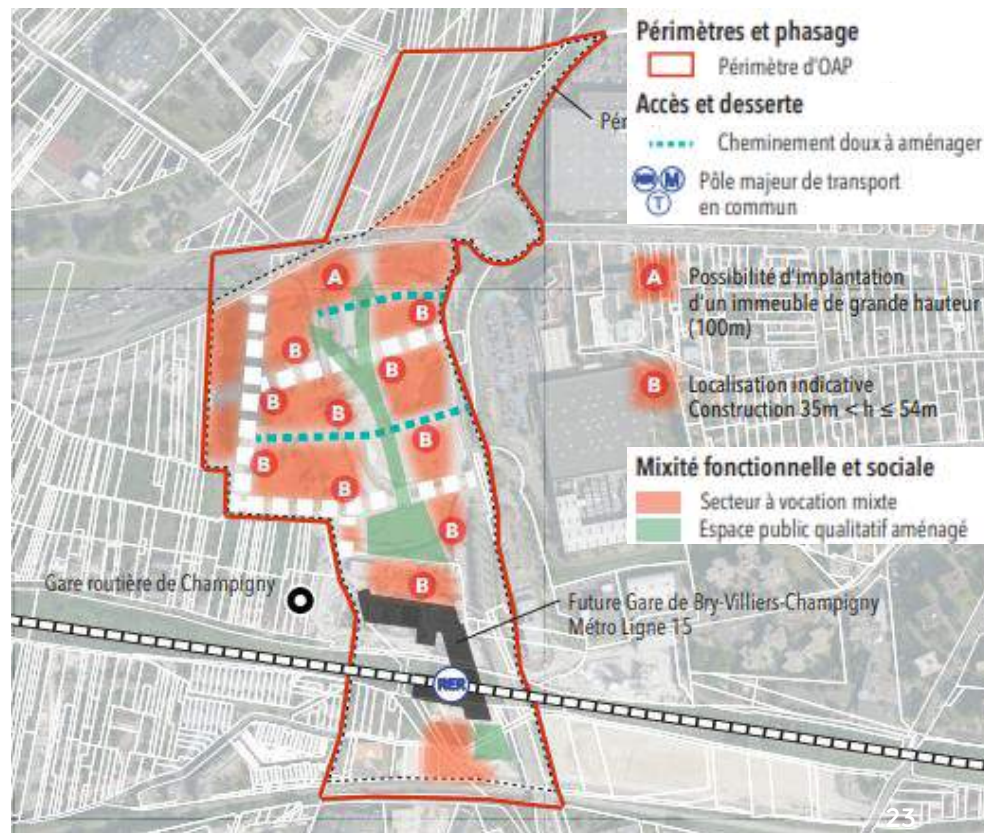 Périmètres et phasage
Périmètre d'OAP
Accès et desserte
Cheminement doux à aménager
RER M
T
Pôle majeur de transport
en commun
Pér
A
Possibilité d'implantation
d'un immeuble de grande hauteur
(100m)
B
Localisation indicative
Construction 35m < h ≤ 54m
Mixité fonctionnelle et sociale
Secteur à vocation mixte
Espace public qualitatif aménagé
A
B
B
B
B
B
B
B
B
B
B
Gare routière de Champigny
Future Gare de Bry-Villiers-Champigny
Métro Ligne 15
RER
23